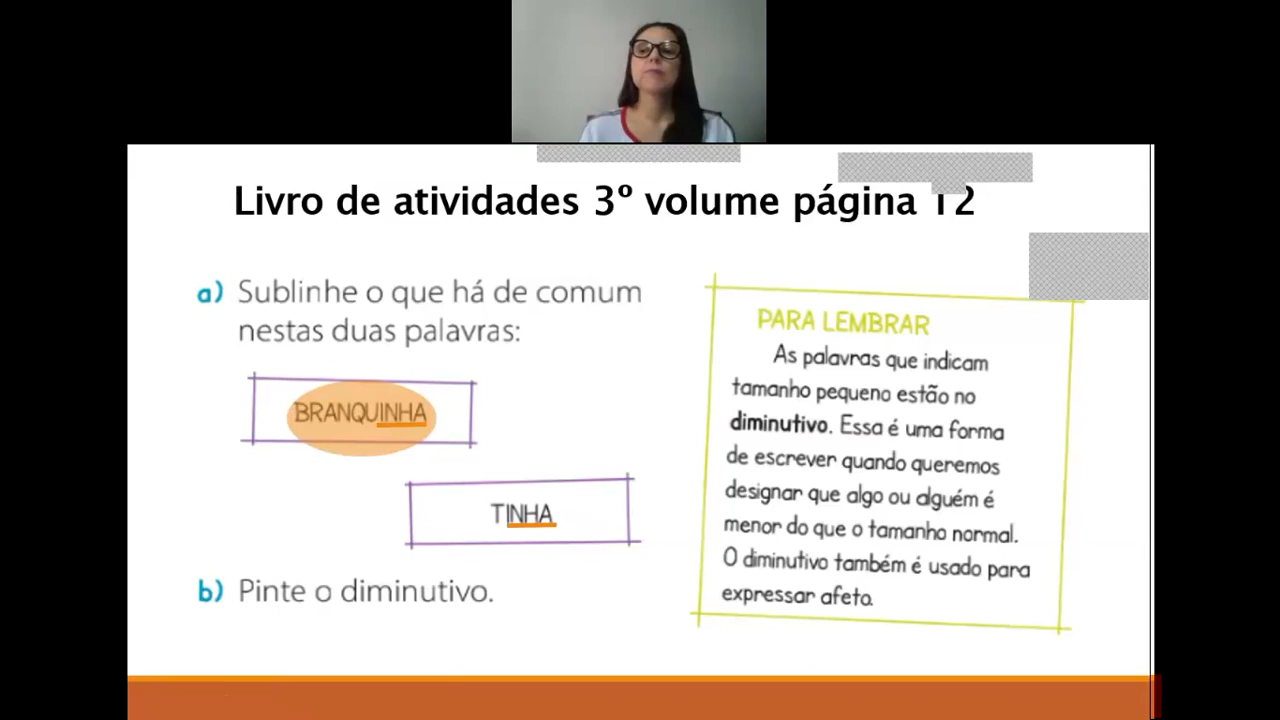 Livro de atividades 3º volume página 12
a) Sublinhe o que há de comum
nestas duas palavras:
BRANQUINHA
TINHA
b) Pinte o diminutivo.
PARA LEMBRAR
As palavras que indicam
tamanho pequeno estão no
diminutivo. Essa é uma forma
de escrever quando queremos
designar que algo ou alguém é
menor do que o tamanho normal.
O diminutivo também é usado para
expressar afeto.